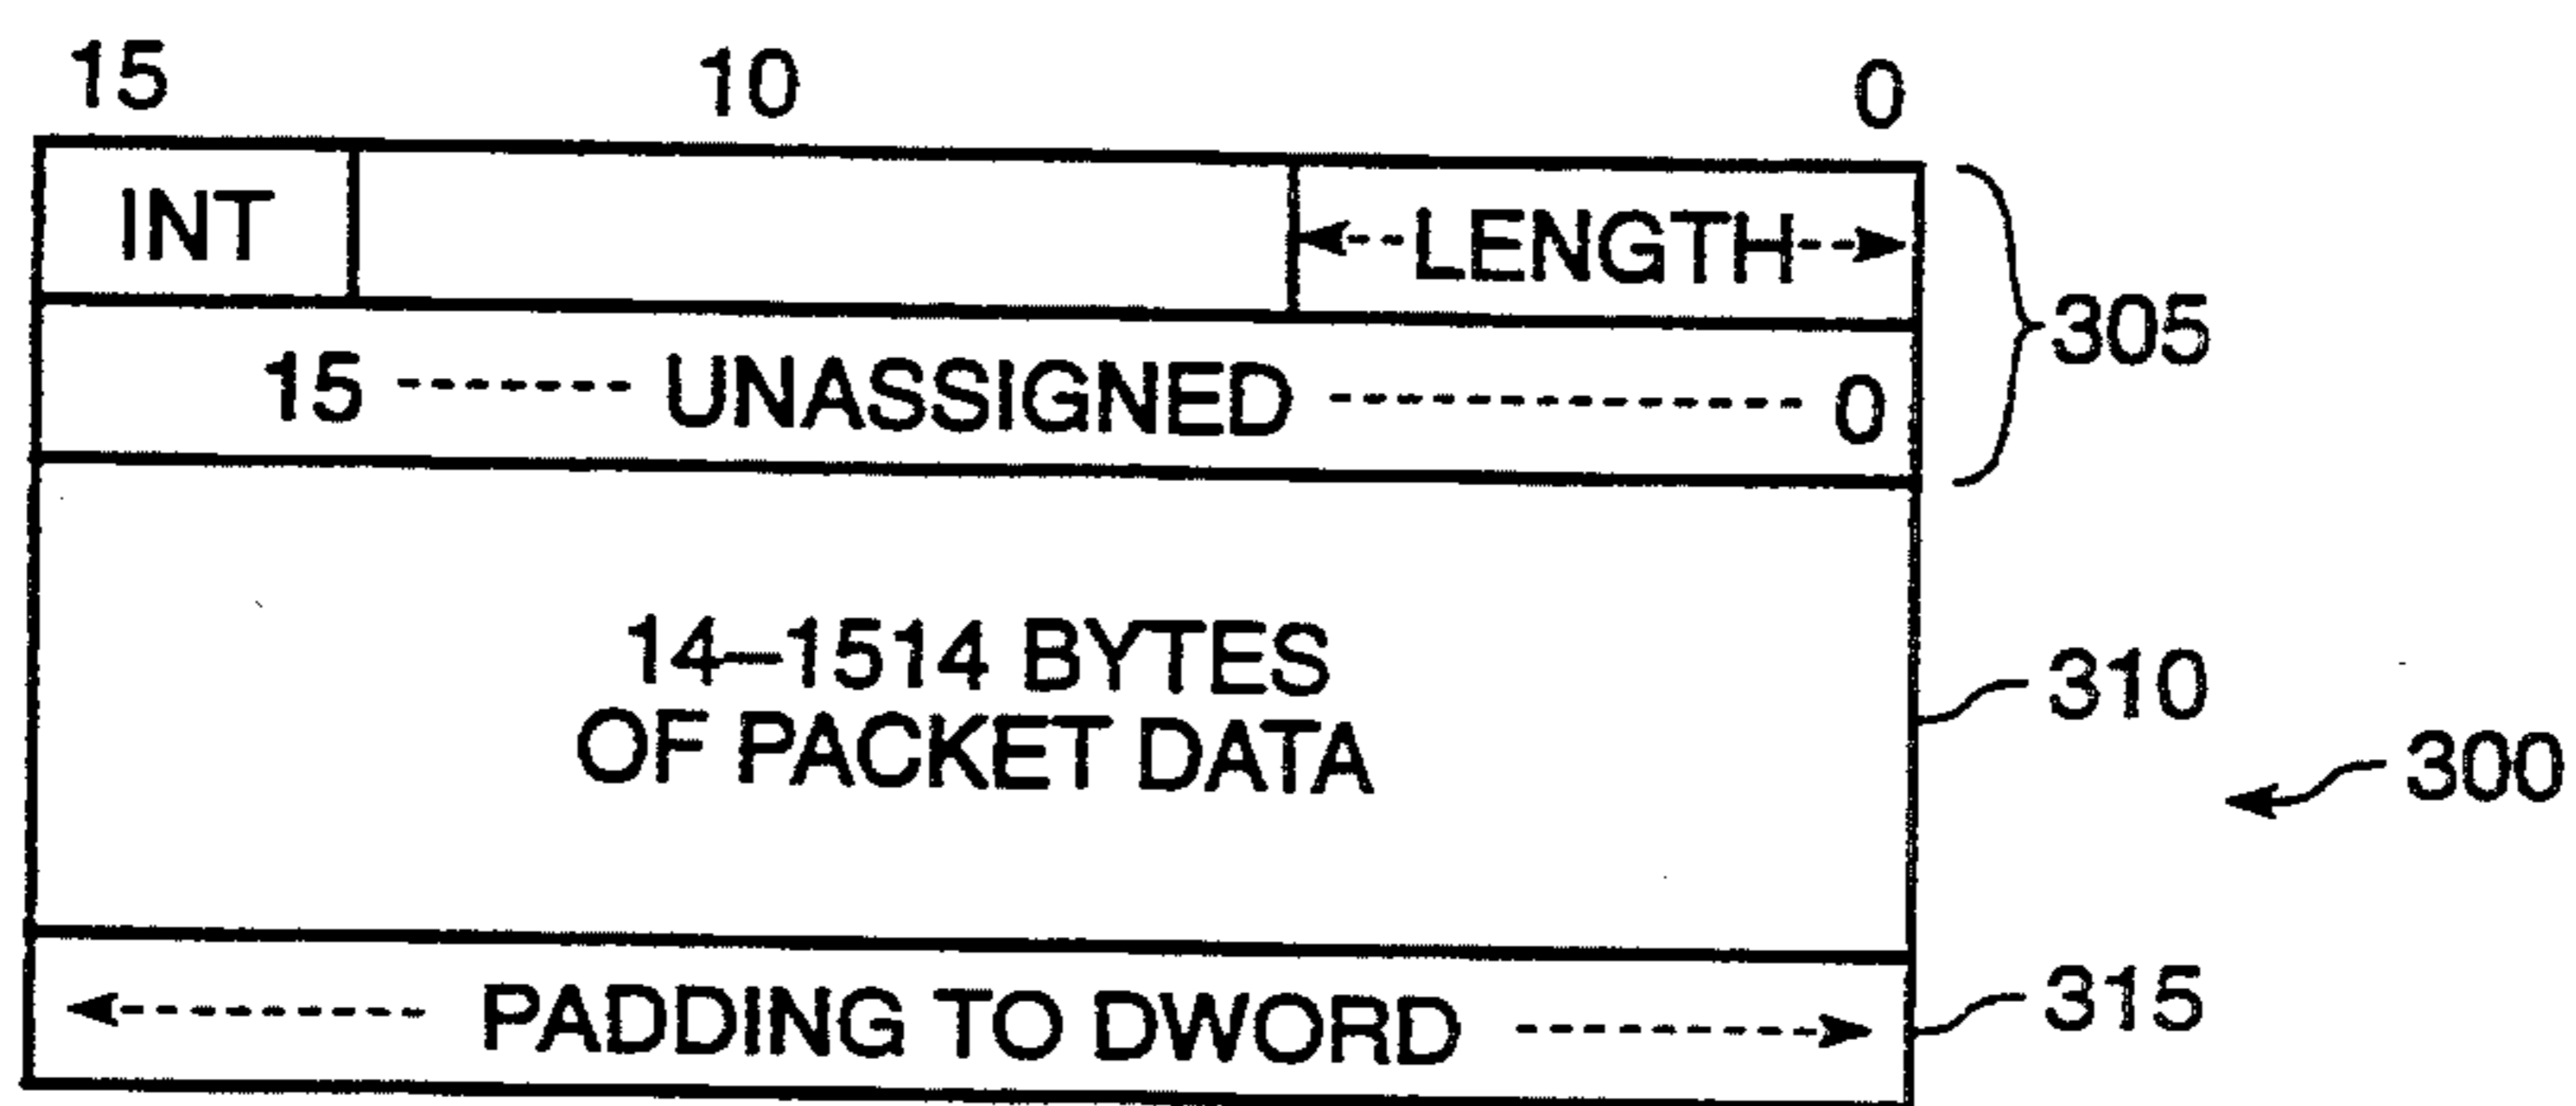 15 10 0
INT LENGTH
305
15 UNASSIGNED 0
14–1514 BYTES
OF PACKET DATA
310
300
PADDING TO DWORD
315